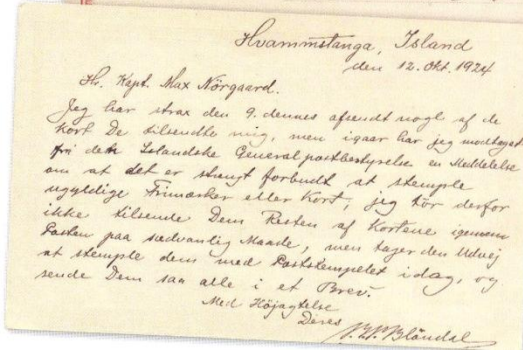 Hvammstanga, Island
den 12. Okt. 1924
Hr. Kapt. Max Nörgaard.
Jeg har strax den 9. dennes afsendt nogl af de
Kort De tilsendte mig, men igaar har jeg modtaget
fra den Islandske Generalpostbestyrelse en Meddelelse
om at det er strengt forbudt, at stemple
ugyldige Frimærker eller Kort, jeg tör derfor
ikke tilsende Dem Resten af Kortene igennem
Posten paa sædvanlig Maade, men tager den Udvej
at stemple dem med Poststempelet idag, og
sende Dem saa alle i et Brev.
Med Höjagtelse
Deres
Blöndal